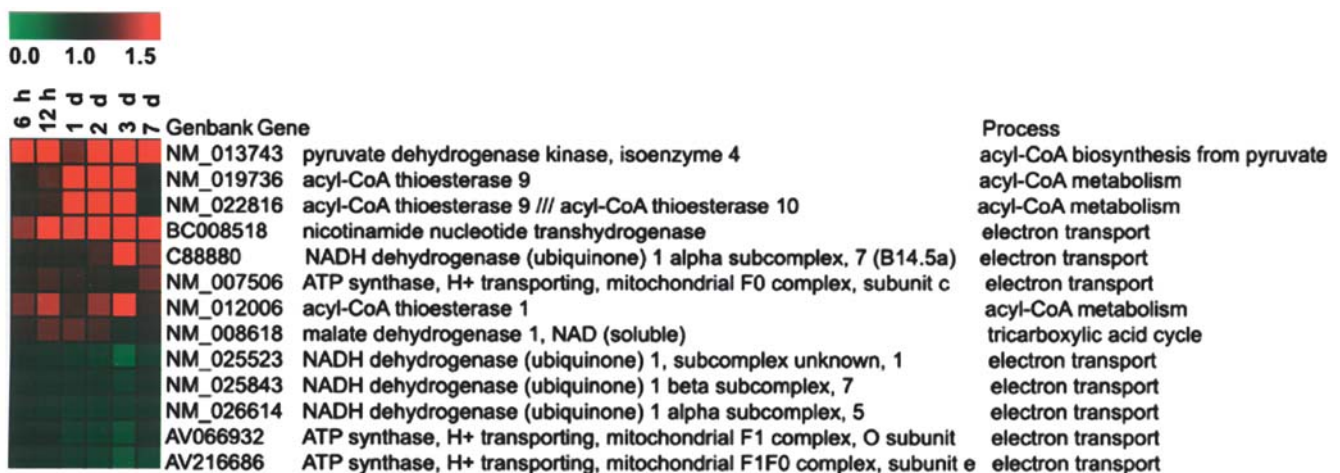 0.0 1.0 1.5
6 h 12 h 1 d 2 d 3 d 7 d
Genbank Gene Process
NM_013743 pyruvate dehydrogenase kinase, isoenzyme 4 acyl-CoA biosynthesis from pyruvate
NM_019736 acyl-CoA thioesterase 9 acyl-CoA metabolism
NM_022816 acyl-CoA thioesterase 9 /// acyl-CoA thioesterase 10 acyl-CoA metabolism
BC008518 nicotinamide nucleotide transhydrogenase electron transport
C88880 NADH dehydrogenase (ubiquinone) 1 alpha subcomplex, 7 (B14.5a) electron transport
NM_007506 ATP synthase, H+ transporting, mitochondrial F0 complex, subunit c electron transport
NM_012006 acyl-CoA thioesterase 1 acyl-CoA metabolism
NM_008618 malate dehydrogenase 1, NAD (soluble) tricarboxylic acid cycle
NM_025523 NADH dehydrogenase (ubiquinone) 1, subcomplex unknown, 1 electron transport
NM_025843 NADH dehydrogenase (ubiquinone) 1 beta subcomplex, 7 electron transport
NM_026614 NADH dehydrogenase (ubiquinone) 1 alpha subcomplex, 5 electron transport
AV066932 ATP synthase, H+ transporting, mitochondrial F1 complex, O subunit electron transport
AV216686 ATP synthase, H+ transporting, mitochondrial F1F0 complex, subunit e electron transport